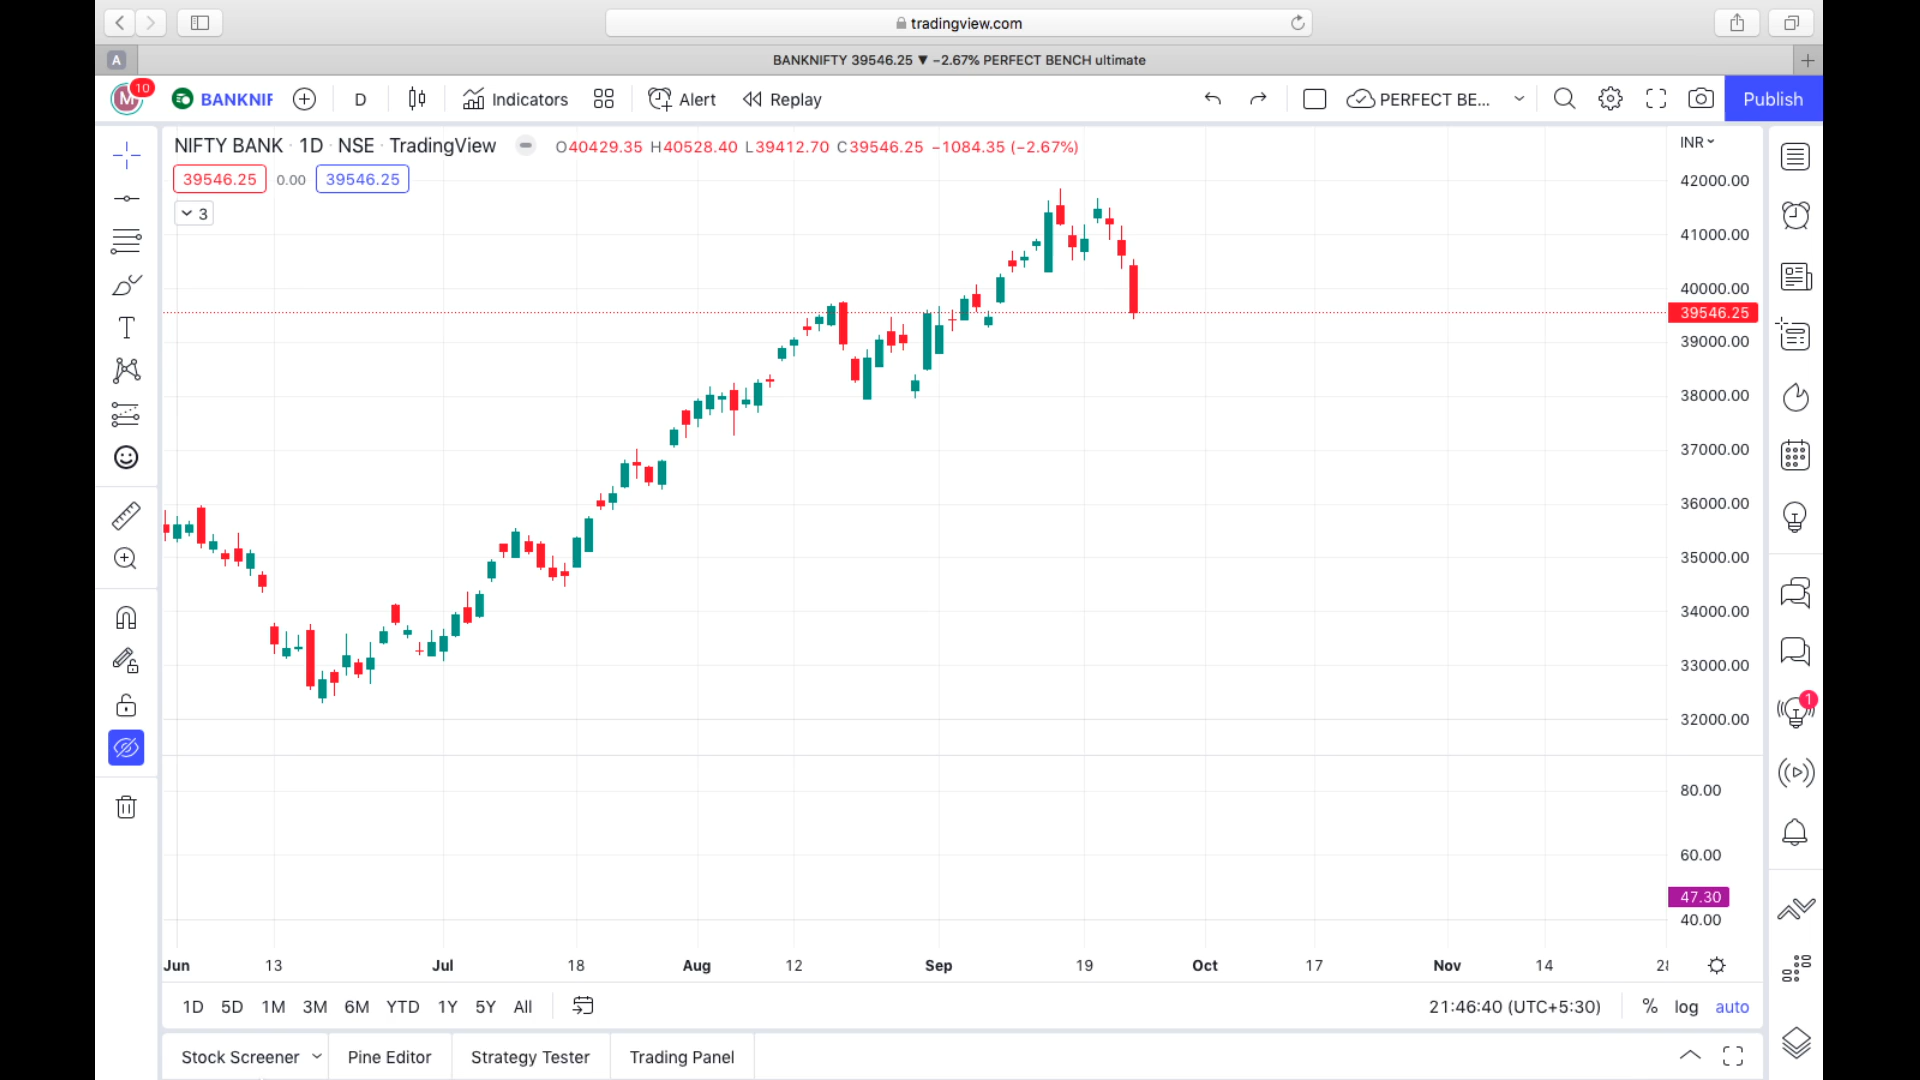 tradingview.com
A
BANKNIFTY 39546.25 ▼ −2.67% PERFECT BENCH ultimate
M 10 BANKNIF D Indicators Alert Replay PERFECT BE... Publish
NIFTY BANK · 1D · NSE · TradingView O40429.35 H40528.40 L39412.70 C39546.25 −1084.35 (−2.67%)
INR
39546.25 0.00 39546.25
3
42000.00
41000.00
40000.00
39546.25
39000.00
38000.00
37000.00
36000.00
35000.00
34000.00
33000.00
32000.00
1
80.00
60.00
47.30
40.00
Jun 13 Jul 18 Aug 12 Sep 19 Oct 17 Nov 14
1D 5D 1M 3M 6M YTD 1Y 5Y All 21:46:40 (UTC+5:30) % log auto
Stock Screener Pine Editor Strategy Tester Trading Panel